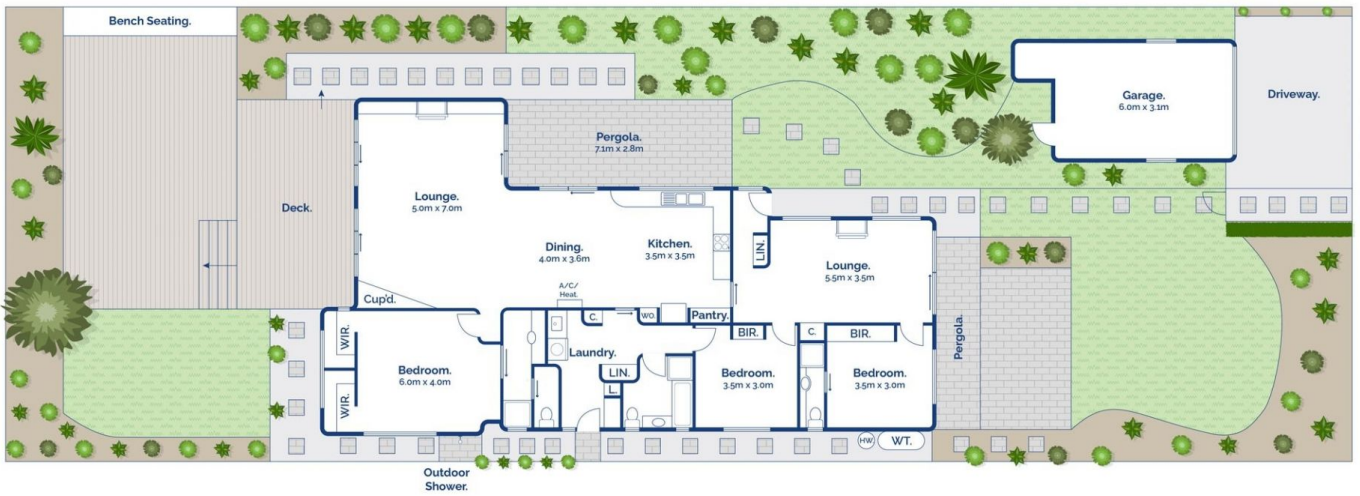 Bench Seating.
Garage.
6.0m x 3.1m
Driveway.
Pergola.
7.1m x 2.8m
Lounge.
5.0m x 7.0m
Deck.
Dining.
4.0m x 3.6m
Kitchen.
3.5m x 3.5m
LIN.
Lounge.
5.5m x 3.5m
A/C/
Heat.
Cup'd.
C.
WO.
Pantry.
BIR.
C.
BIR.
Pergola.
WIR.
WIR.
Laundry.
LIN.
L.
Bedroom.
6.0m x 4.0m
Bedroom.
3.5m x 3.0m
Bedroom.
3.5m x 3.0m
HW.
WT.
Outdoor
Shower.